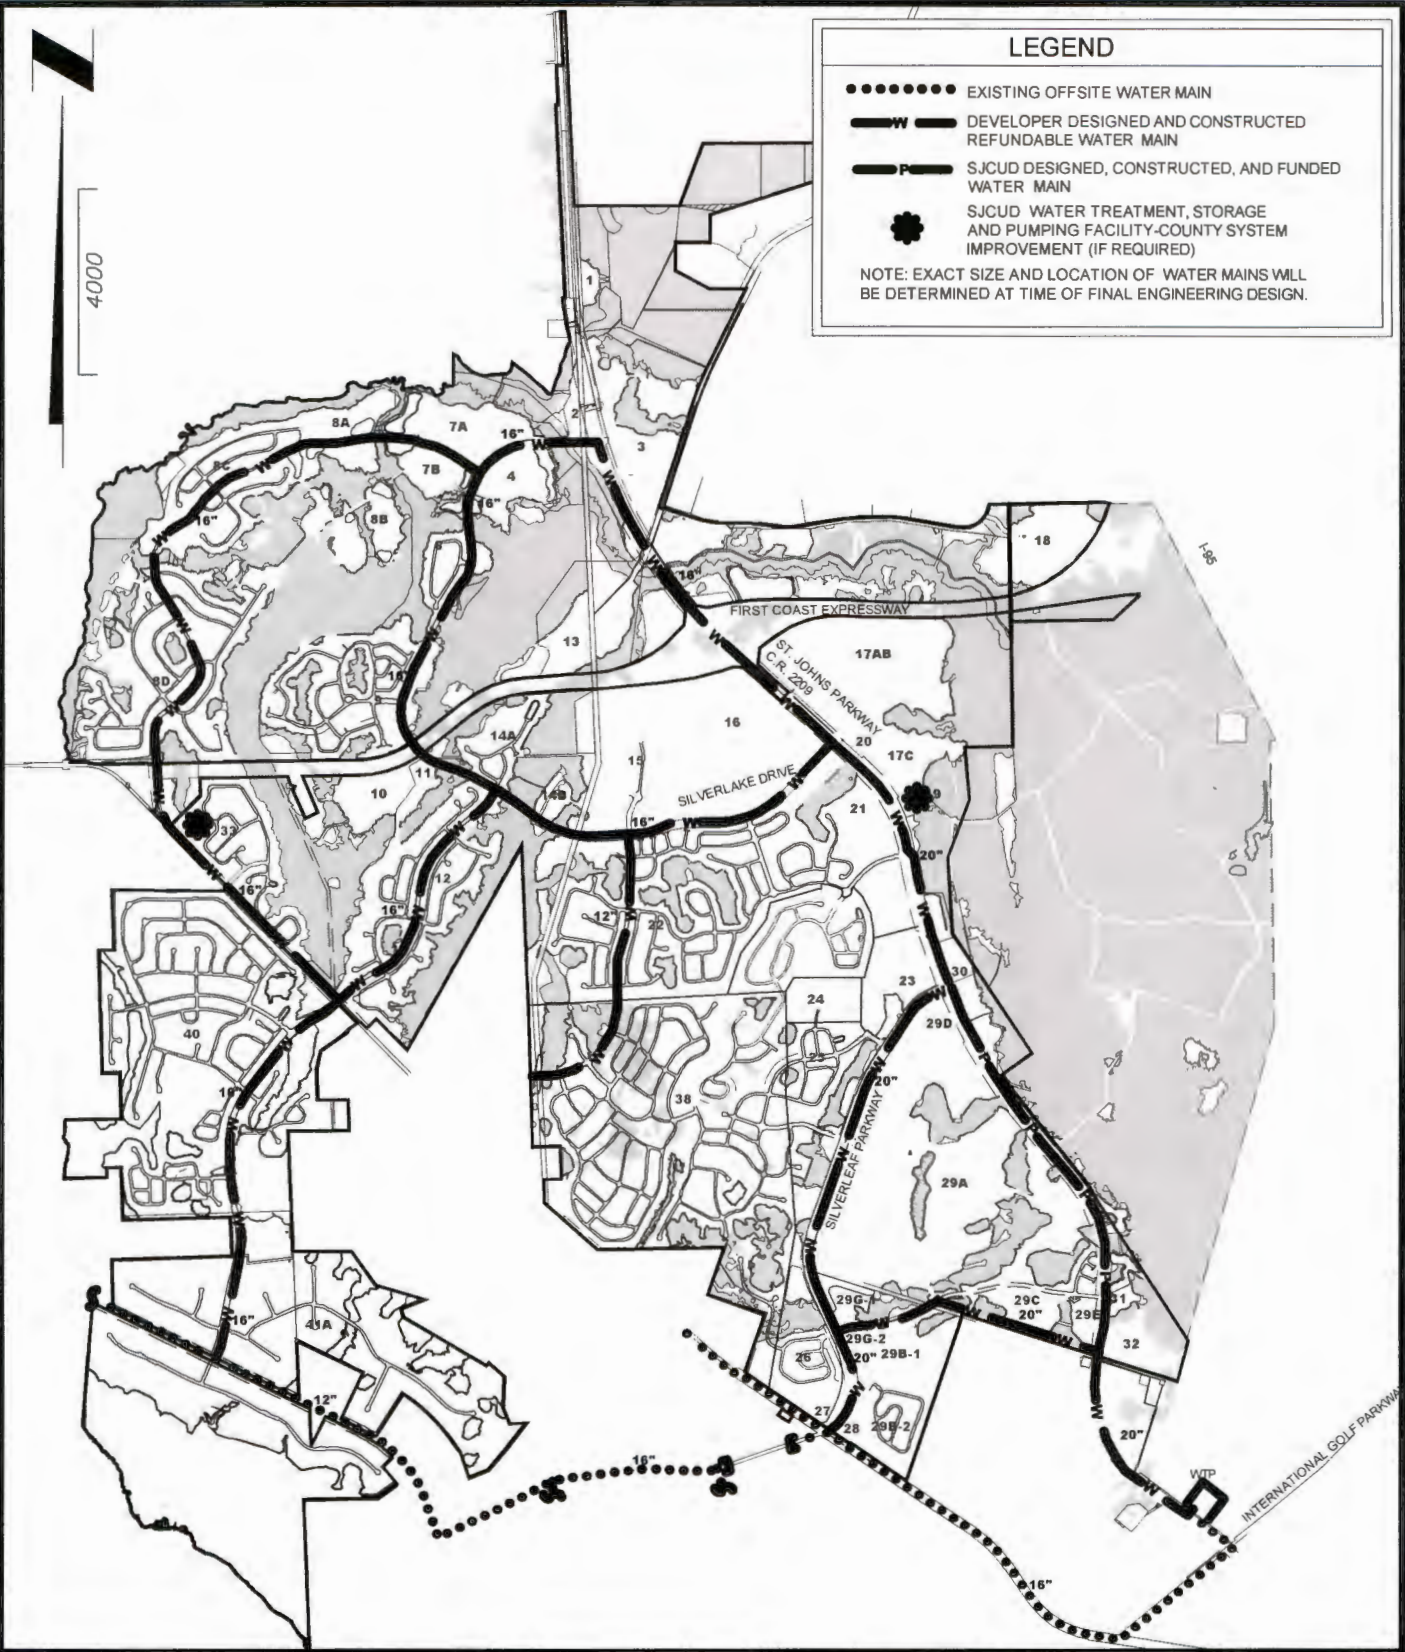 LEGEND
EXISTING OFFSITE WATER MAIN
W
DEVELOPER DESIGNED AND CONSTRUCTED
REFUNDABLE WATER MAIN
P
SJCUD DESIGNED, CONSTRUCTED, AND FUNDED
WATER MAIN
SJCUD WATER TREATMENT, STORAGE
AND PUMPING FACILITY-COUNTY SYSTEM
IMPROVEMENT (IF REQUIRED)
NOTE: EXACT SIZE AND LOCATION OF WATER MAINS WILL
BE DETERMINED AT TIME OF FINAL ENGINEERING DESIGN.
4000
1
2
3
8A
7A
16"
W
7B
4
8C
W
16"
8B
16"
W
W
18
I-95
W
16"
FIRST COAST EXPRESSWAY
W
W
13
W
ST. JOHNS PARKWAY
C.R. 2209
17AB
8D
W
W
16
14A
20
17C
15
11
10
14B
SILVERLAKE DRIVE
W
21
W
16"
W
W
33
W
20"
12
W
16"
16"
W
12"
W
22
W
W
23
30
24
W
29D
40
W
25
W
20"
P
W
38
W
SILVERLEAF PARKWAY
W
29A
P
W
W
29G-1
29C
20"
29E
P
31
W
16"
41A
W
W
W
29G-2
20"
29B-1
26
32
12"
W
27
28
29B-2
W
20"
16"
WTP
W
INTERNATIONAL GOLF PARKWAY
16"